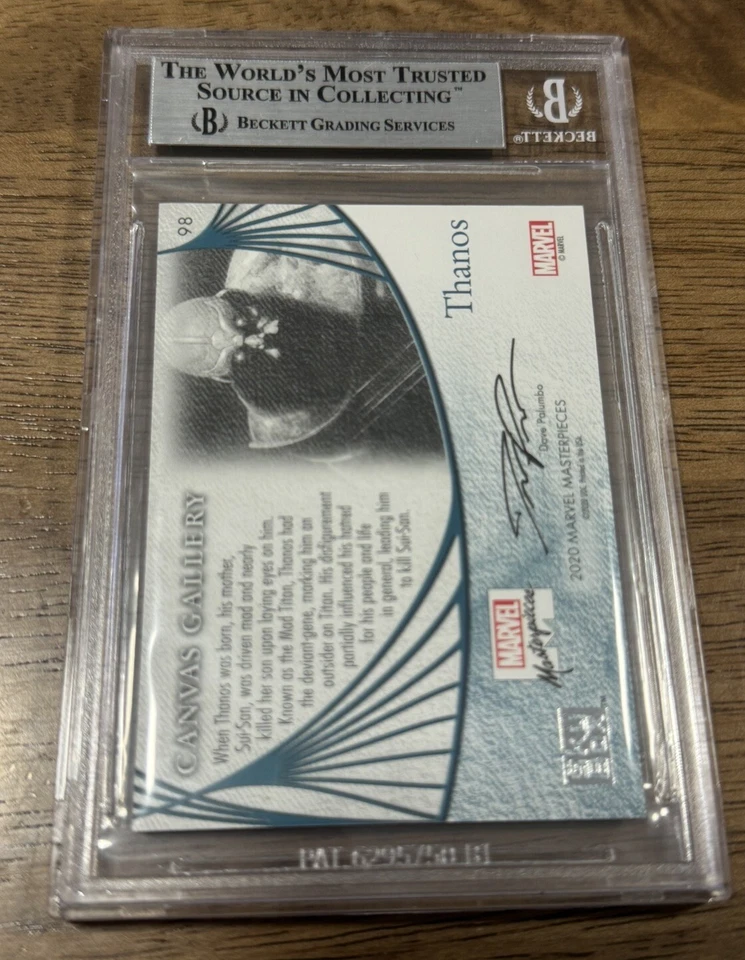 THE WORLD'S MOST TRUSTED
SOURCE IN COLLECTING™
B BECKETT GRADING SERVICES
B
BECKETT®
98
CANVAS GALLERY
When Thanos was born, his mother,
Sui-San, was driven mad and nearly
killed her son upon laying eyes on him.
Known as the Mad Titan, Thanos had
the deviant-gene, marking him an
outsider on Titan. His disfigurement
partially influenced his hatred
for his people and life
in general, leading him
to kill Sui-San.
Thanos
MARVEL
© MARVEL
Dave Palumbo
2020 MARVEL MASTERPIECES
MARVEL
Masterpieces